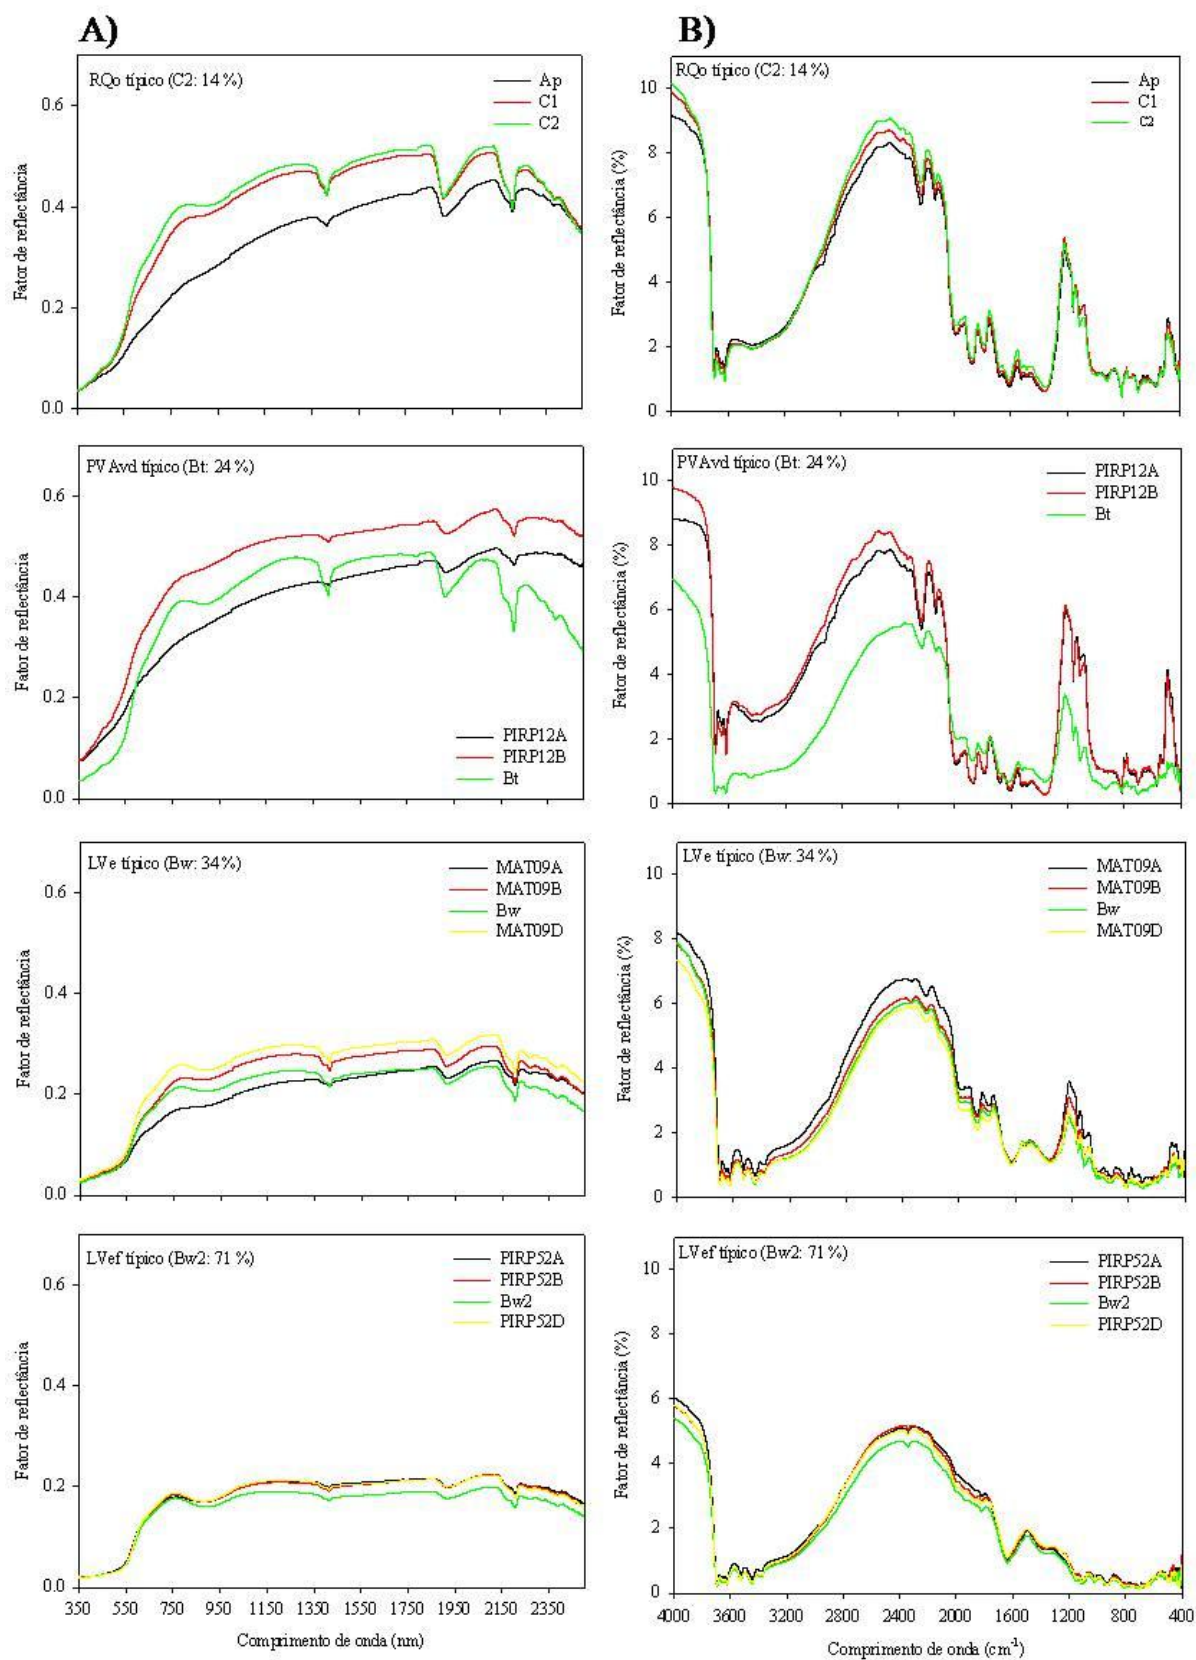 A)
B)
RQo típico (C2: 14%)
Ap
C1
C2
0.6
0.4
0.2
0.0
Fator de reflectância
RQo típico (C2: 14%)
Ap
C1
C2
10
8
6
4
2
0
Fator de reflectância (%)
PVAvd típico (Bt: 24%)
0.6
0.4
0.2
0.0
Fator de reflectância
PIRP12A
PIRP12B
Bt
PVAvd típico (Bt: 24%)
PIRP12A
PIRP12B
Bt
10
8
6
4
2
0
Fator de reflectância (%)
LVe típico (Bw: 34%)
MAT09A
MAT09B
Bw
MAT09D
0.6
0.4
0.2
0.0
Fator de reflectância
LVe típico (Bw: 34%)
MAT09A
MAT09B
Bw
MAT09D
10
8
6
4
2
0
Fator de reflectância (%)
LVef típico (Bw2: 71%)
PIRP52A
PIRP52B
Bw2
PIRP52D
0.6
0.4
0.2
0.0
Fator de reflectância
350 550 750 950 1150 1350 1550 1750 1950 2150 2350
Comprimento de onda (nm)
LVef típico (Bw2: 71%)
PIRP52A
PIRP52B
Bw2
PIRP52D
10
8
6
4
2
0
Fator de reflectância (%)
4000 3600 3200 2800 2400 2000 1600 1200 800 400
Comprimento de onda (cm⁻¹)